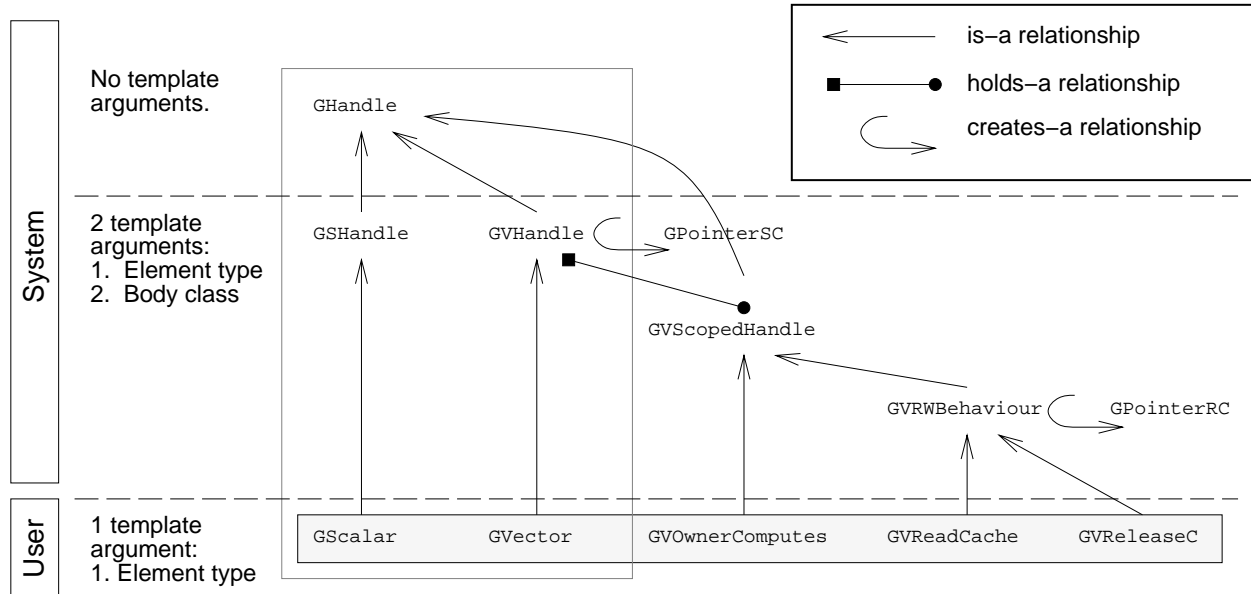 is–a relationship
holds–a relationship
creates–a relationship
System
No template
arguments.
GHandle
2 template
arguments:
1. Element type
2. Body class
GSHandle
GVHandle
GPointerSC
GVScopedHandle
GVRWBehaviour
GPointerRC
User
1 template
argument:
1. Element type
GScalar
GVector
GVOwnerComputes
GVReadCache
GVReleaseC